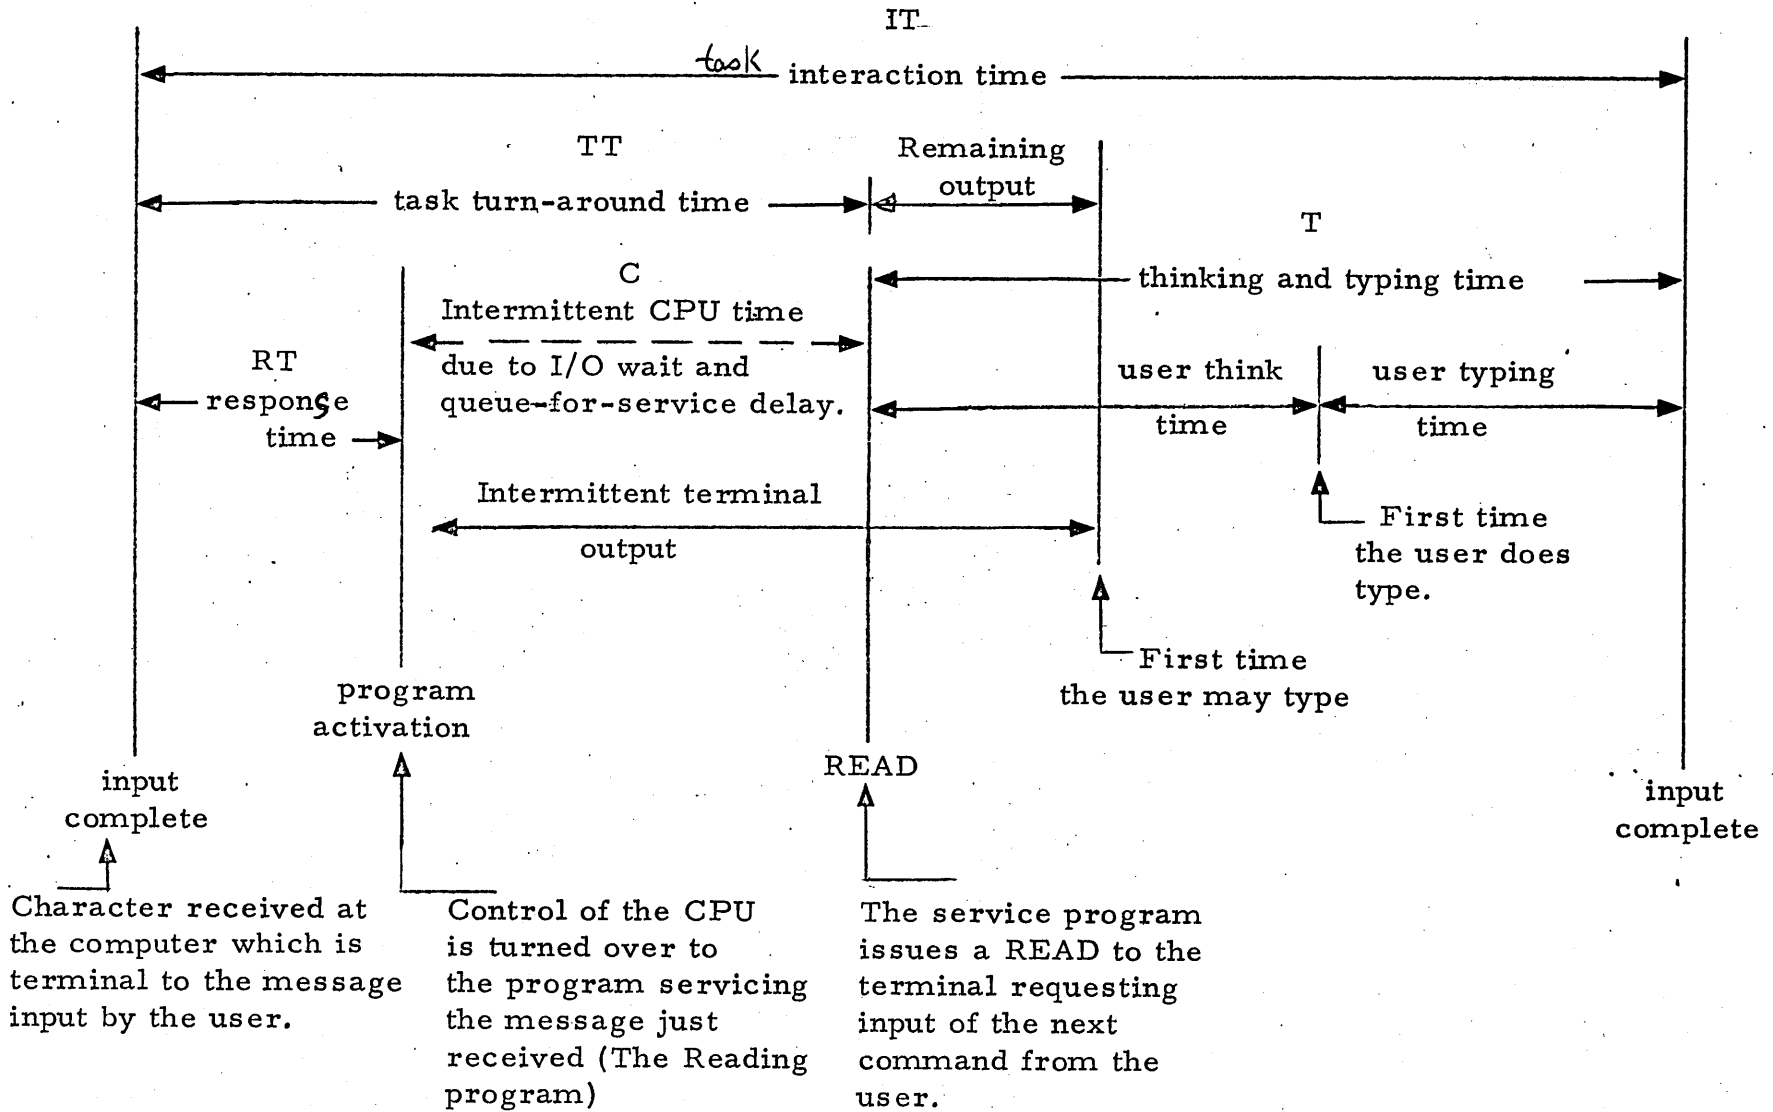 IT
task
interaction time
TT
task turn-around time
Remaining
output
T
thinking and typing time
C
Intermittent CPU time
due to I/O wait and
queue-for-service delay.
RT
response
time
user think
time
user typing
time
Intermittent terminal
output
First time
the user does
type.
First time
the user may type
program
activation
READ
input
complete
input
complete
Character received at
the computer which is
terminal to the message
input by the user.
Control of the CPU
is turned over to
the program servicing
the message just
received (The Reading
program)
The service program
issues a READ to the
terminal requesting
input of the next
command from the
user.